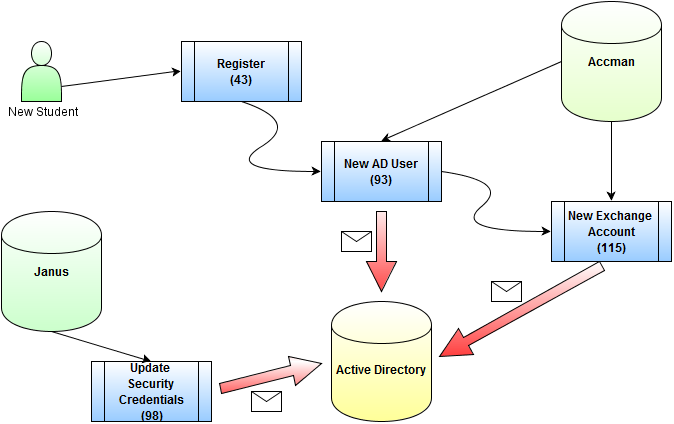 Register
(43)
Accman
New Student
New AD User
(93)
New Exchange
Account
(115)
Janus
Update
Security
Credentials
(98)
Active Directory